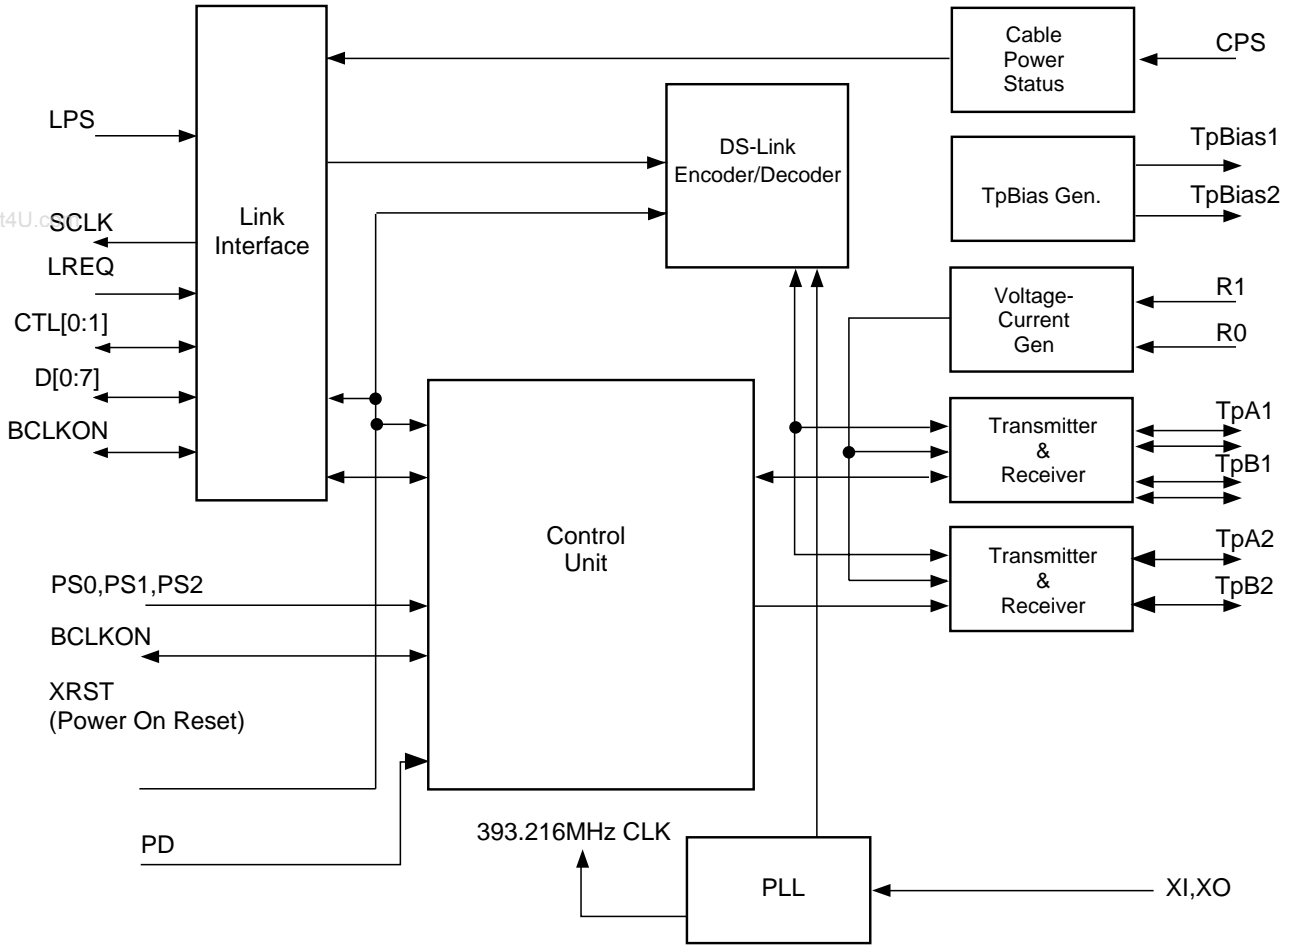 Cable
Power
Status
CPS
LPS
DS-Link
Encoder/Decoder
TpBias1
TpBias Gen.
TpBias2
t4U.com
SCLK
Link
Interface
LREQ
CTL[0:1]
D[0:7]
BCLKON
Voltage-
Current
Gen
R1
R0
Transmitter
&
Receiver
TpA1
TpB1
Control
Unit
Transmitter
&
Receiver
TpA2
TpB2
PS0,PS1,PS2
BCLKON
XRST
(Power On Reset)
PD
393.216MHz CLK
PLL
XI,XO